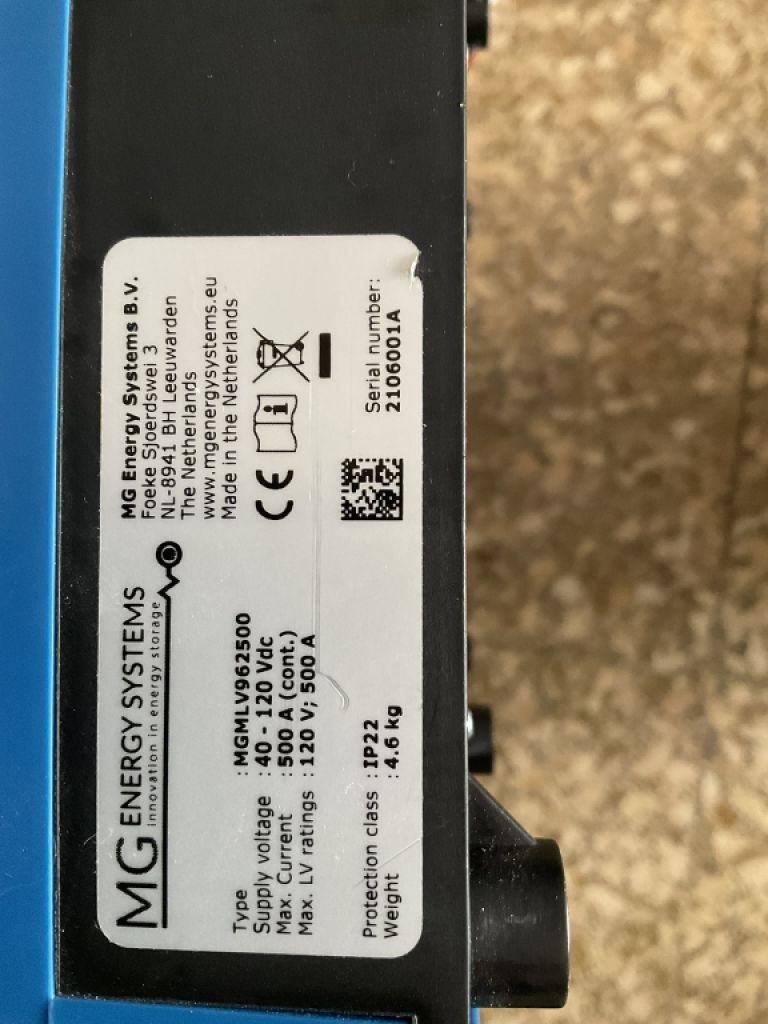 MG ENERGY SYSTEMS
innovation in energy storage
MG Energy Systems B.V.
Foeke Sjoerdswei 3
NL-8941 BH Leeuwarden
The Netherlands
www.mgenergysystems.eu
Made in the Netherlands
CE
Type : MGMLV962500
Supply voltage : 40 - 120 Vdc
Max. Current : 500 A (cont.)
Max. LV ratings : 120 V; 500 A
Protection class : IP22
Weight : 4.6 kg
Serial number:
2106001A